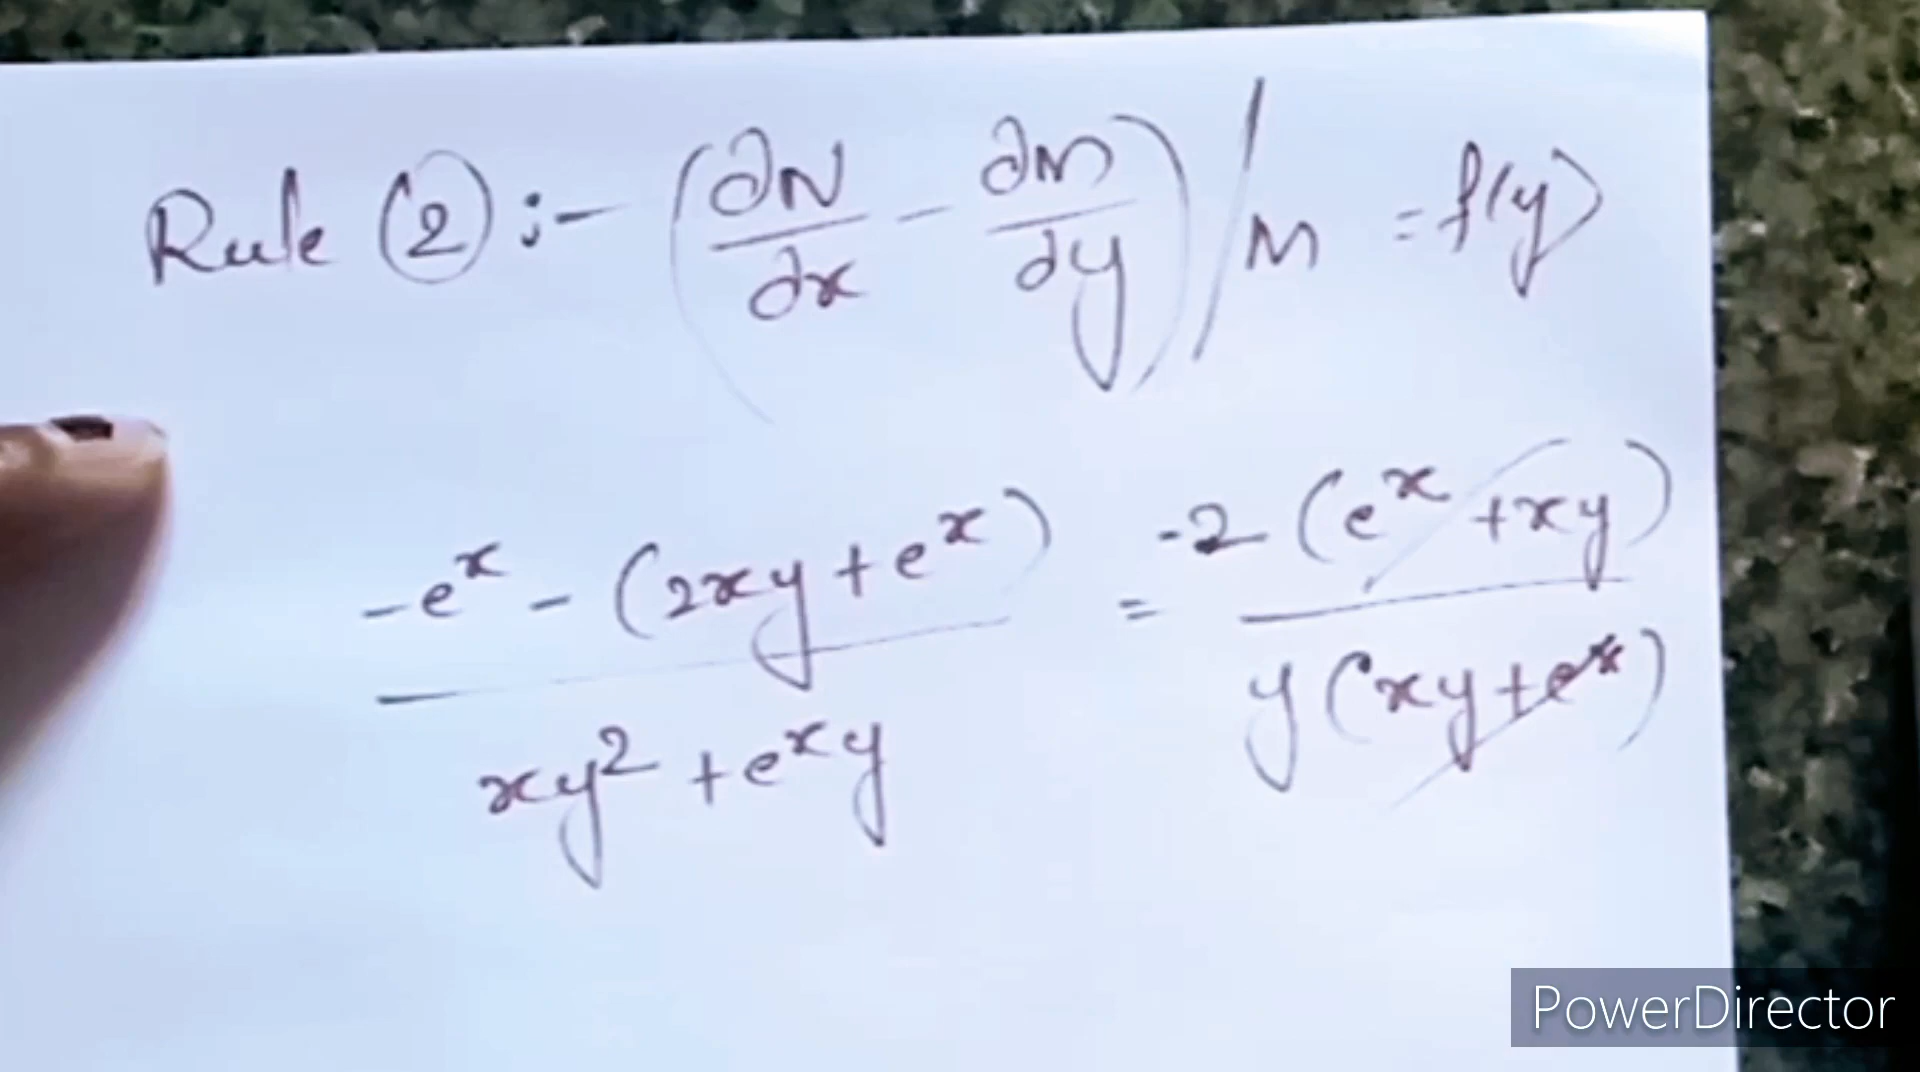 Rule (2) :- (∂N/∂x - ∂M/∂y) / M = f(y)
-e^x - (2xy + e^x) / xy^2 + e^x y = -2 (e^x + xy) / y (xy + e^x)
PowerDirector